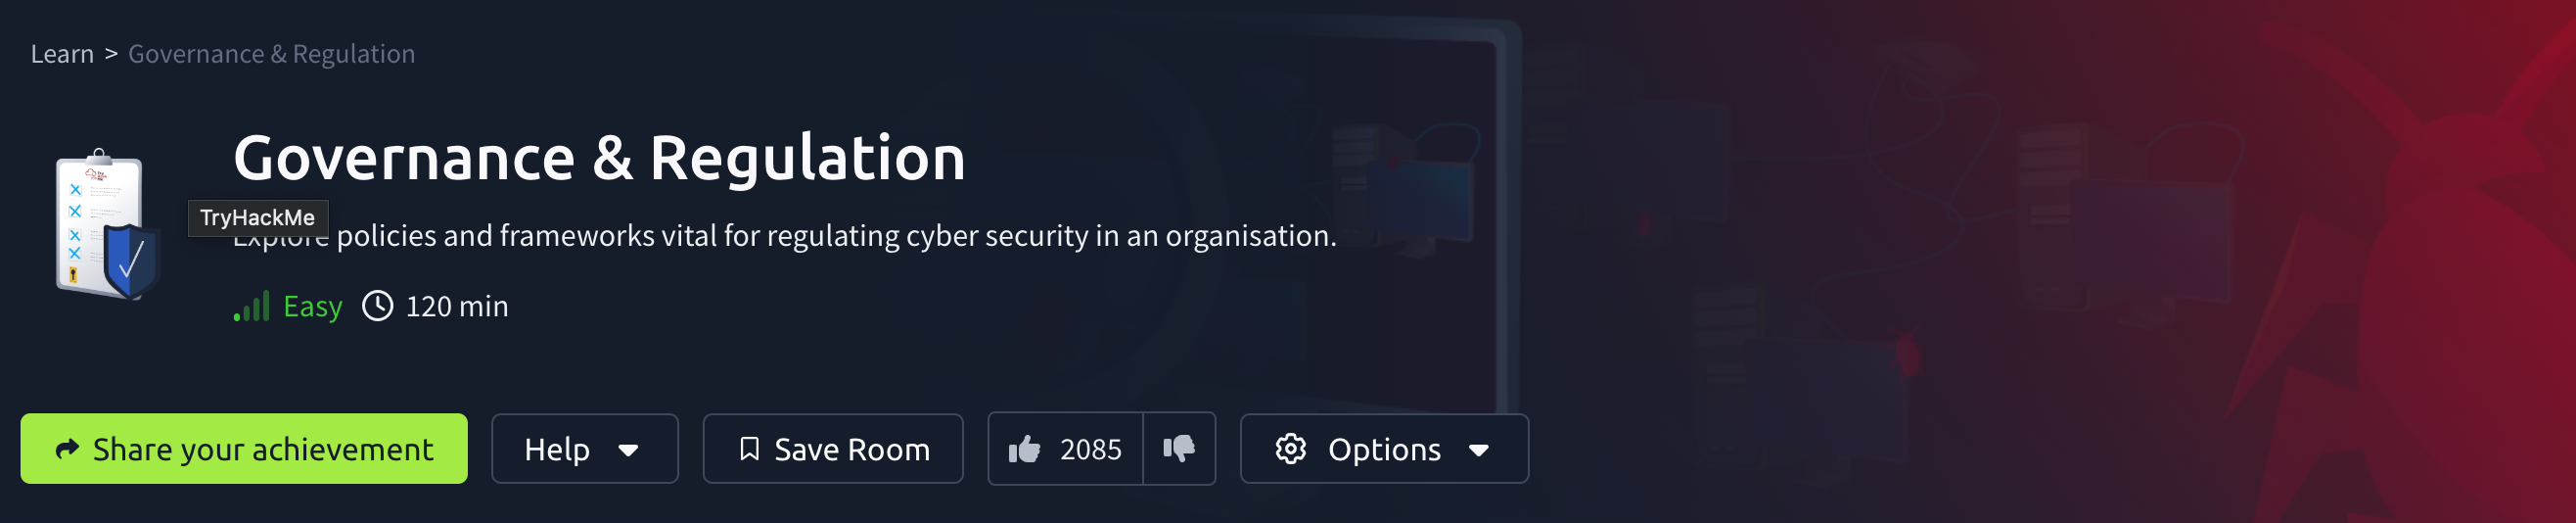 Learn > Governance & Regulation
Governance & Regulation
TryHackMe
Explore policies and frameworks vital for regulating cyber security in an organisation.
Easy 120 min
Share your achievement Help Save Room 2085 Options